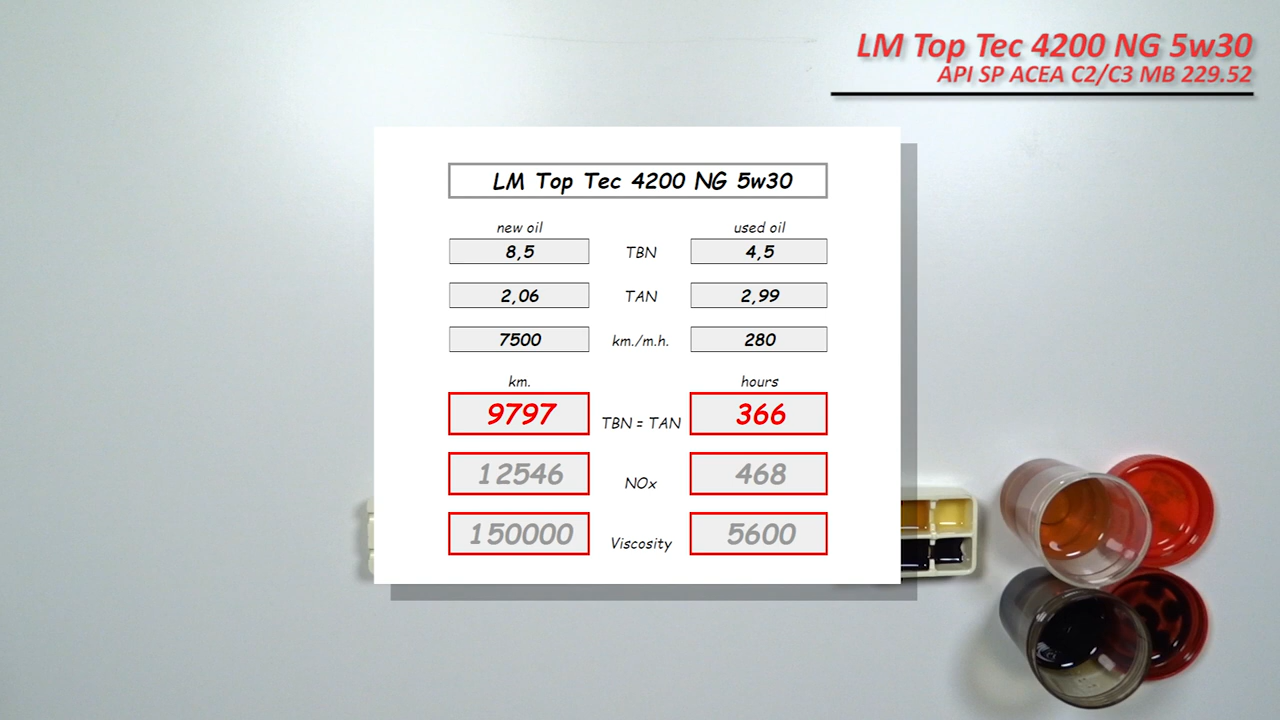 LM Top Tec 4200 NG 5w30
API SP ACEA C2/C3 MB 229.52
LM Top Tec 4200 NG 5w30
new oil used oil
8,5 TBN 4,5
2,06 TAN 2,99
7500 km./m.h. 280
km. hours
9797 TBN = TAN 366
12546 NOx 468
150000 Viscosity 5600